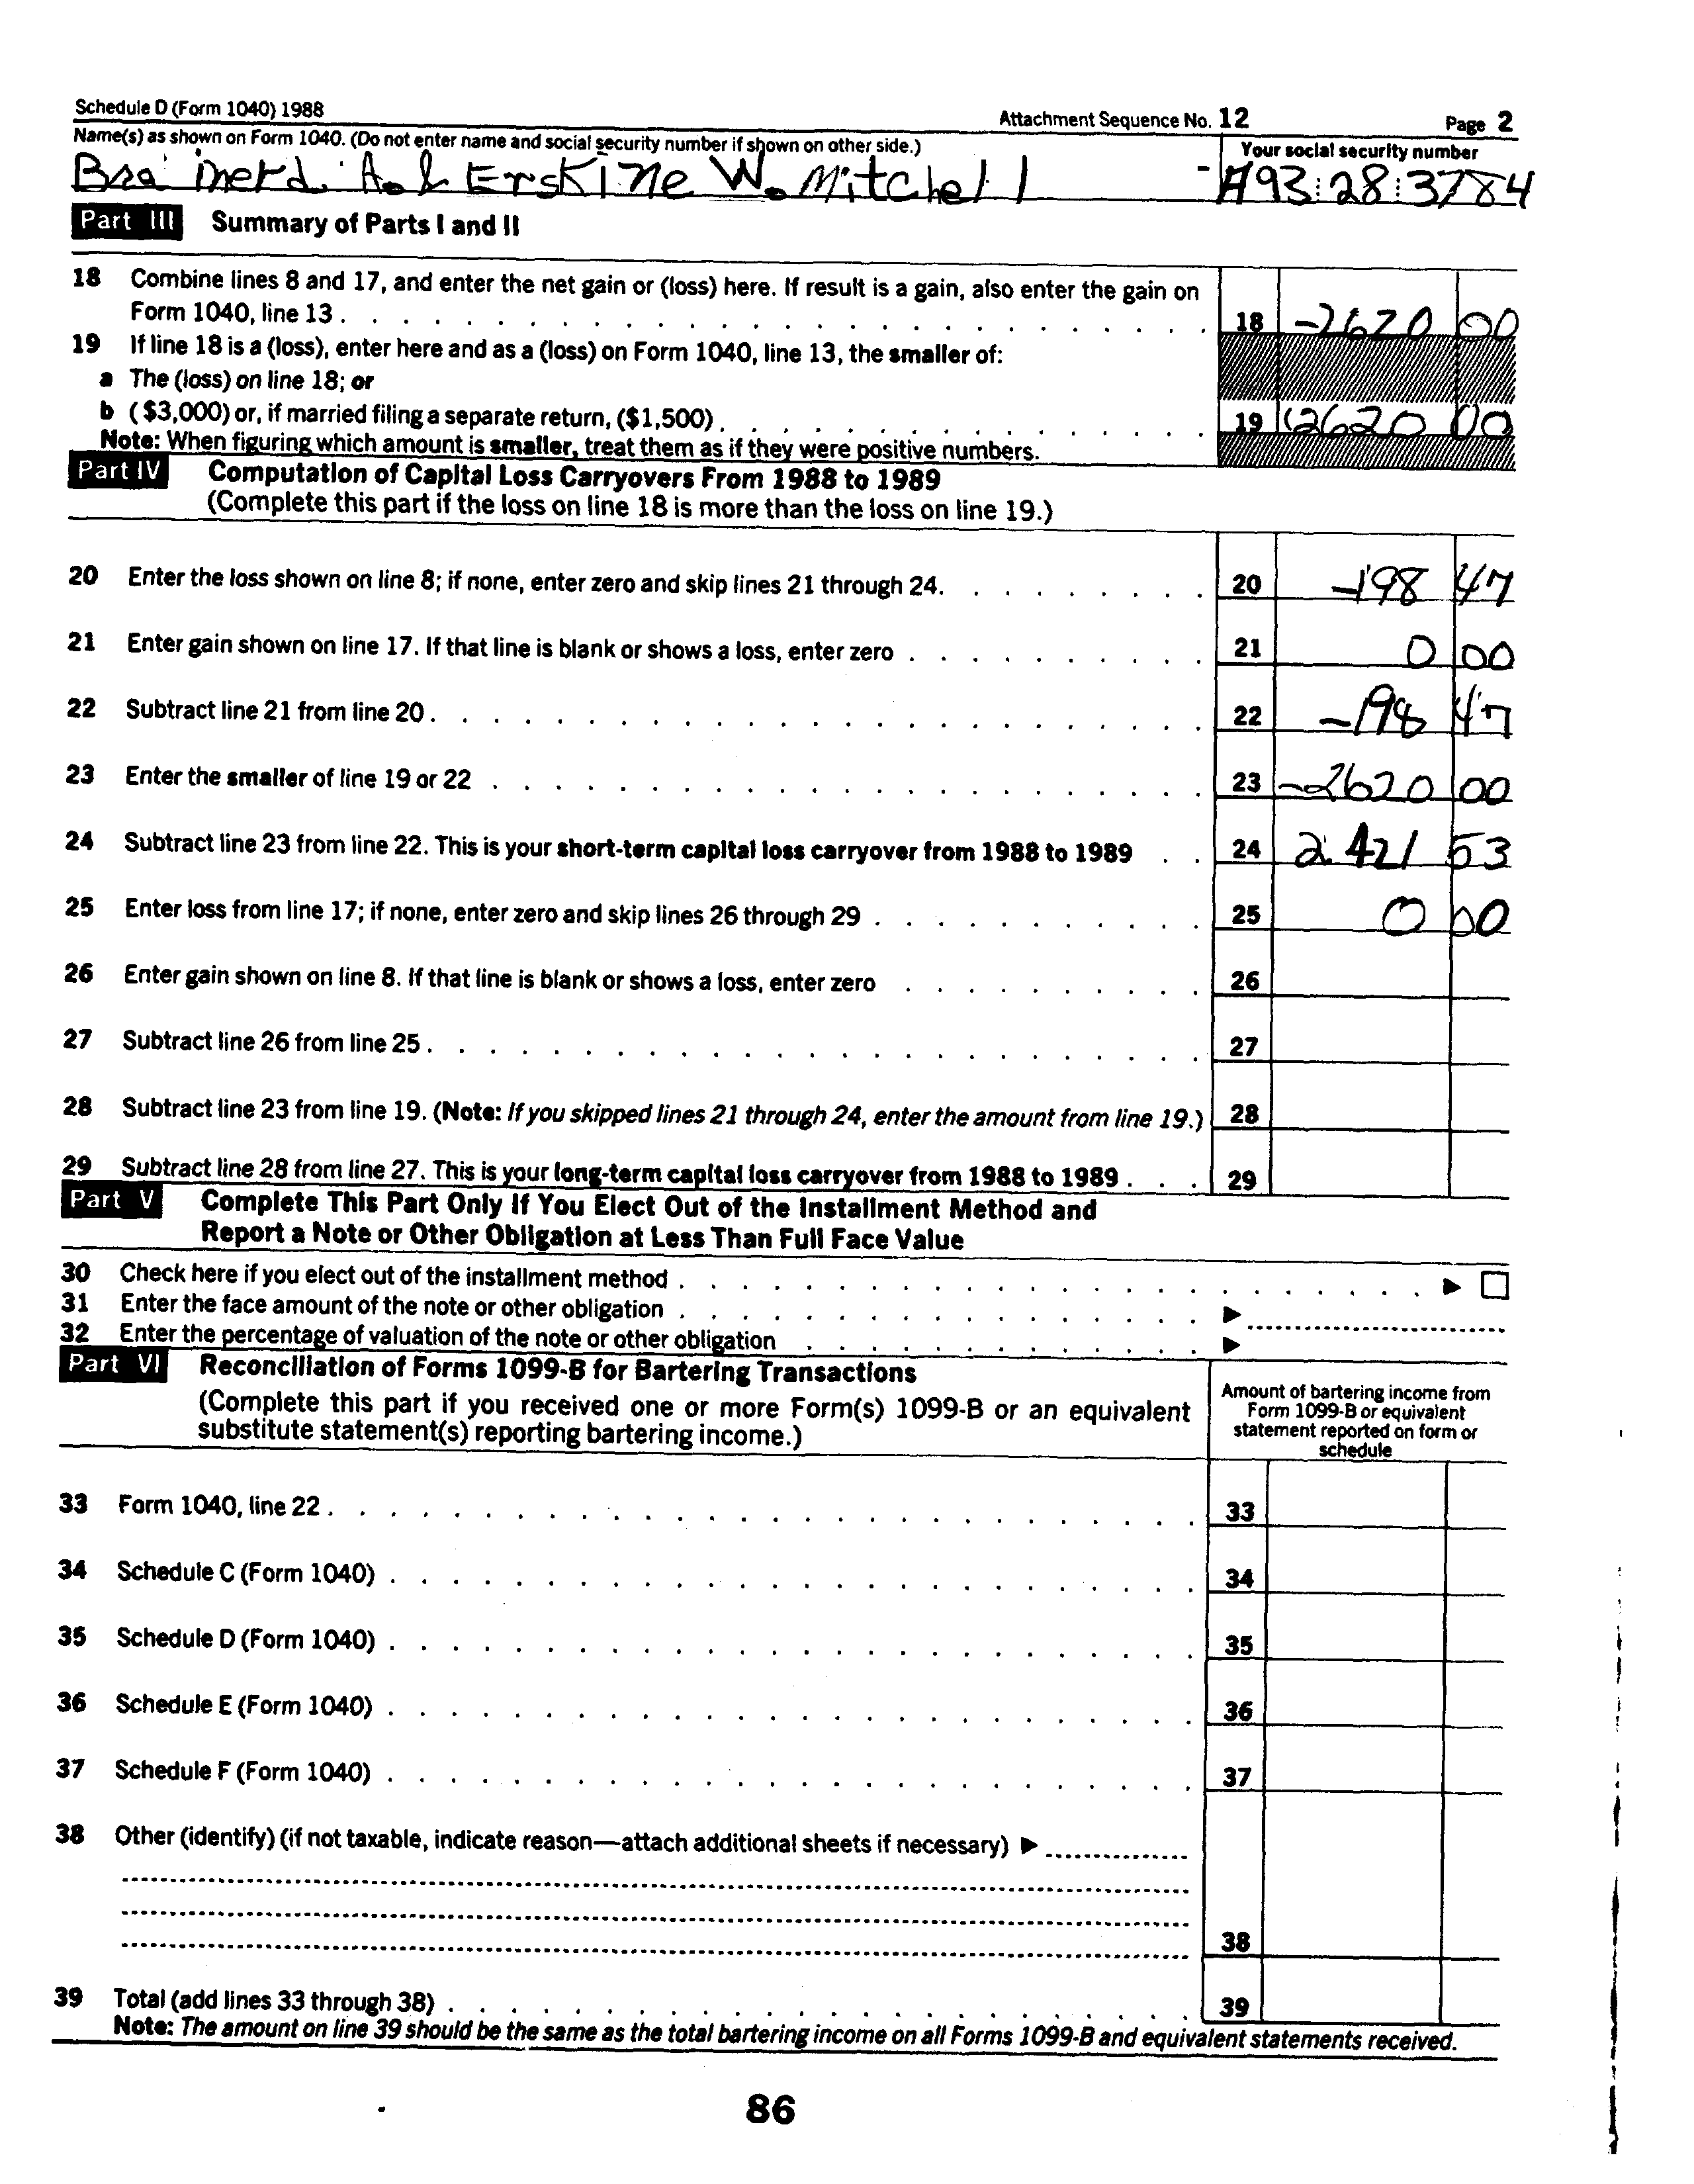 Schedule D (Form 1040) 1988 Attachment Sequence No. 12 Page 2
Name(s) as shown on Form 1040. (Do not enter name and social security number if shown on other side.) Your social security number
Brainerd A. & Erskine W. Mitchell 493:28:3784
Part III Summary of Parts I and II
18 Combine lines 8 and 17, and enter the net gain or (loss) here. If result is a gain, also enter the gain on
Form 1040, line 13 . . . 18 -2620 00
19 If line 18 is a (loss), enter here and as a (loss) on Form 1040, line 13, the smaller of:
a The (loss) on line 18; or
b ($3,000) or, if married filing a separate return, ($1,500) . . . 19 (2620 00
Note: When figuring which amount is smaller, treat them as if they were positive numbers.
Part IV Computation of Capital Loss Carryovers From 1988 to 1989
(Complete this part if the loss on line 18 is more than the loss on line 19.)
20 Enter the loss shown on line 8; if none, enter zero and skip lines 21 through 24. . . . 20 -198 47
21 Enter gain shown on line 17. If that line is blank or shows a loss, enter zero . . . 21 0 00
22 Subtract line 21 from line 20 . . . 22 -198 47
23 Enter the smaller of line 19 or 22 . . . 23 -2620 00
24 Subtract line 23 from line 22. This is your short-term capital loss carryover from 1988 to 1989 . . 24 2.421 53
25 Enter loss from line 17; if none, enter zero and skip lines 26 through 29 . . . 25 0 00
26 Enter gain shown on line 8. If that line is blank or shows a loss, enter zero . . . 26
27 Subtract line 26 from line 25 . . . 27
28 Subtract line 23 from line 19. (Note: If you skipped lines 21 through 24, enter the amount from line 19.) 28
29 Subtract line 28 from line 27. This is your long-term capital loss carryover from 1988 to 1989 . . . 29
Part V Complete This Part Only If You Elect Out of the Installment Method and
Report a Note or Other Obligation at Less Than Full Face Value
30 Check here if you elect out of the installment method . . . ▶ □
31 Enter the face amount of the note or other obligation . . . ▶
32 Enter the percentage of valuation of the note or other obligation . . . ▶
Part VI Reconciliation of Forms 1099-B for Bartering Transactions
(Complete this part if you received one or more Form(s) 1099-B or an equivalent
substitute statement(s) reporting bartering income.)
Amount of bartering income from
Form 1099-B or equivalent
statement reported on form or
schedule
33 Form 1040, line 22 . . . 33
34 Schedule C (Form 1040) . . . 34
35 Schedule D (Form 1040) . . . 35
36 Schedule E (Form 1040) . . . 36
37 Schedule F (Form 1040) . . . 37
38 Other (identify) (if not taxable, indicate reason—attach additional sheets if necessary) ▶
38
39 Total (add lines 33 through 38) . . . 39
Note: The amount on line 39 should be the same as the total bartering income on all Forms 1099-B and equivalent statements received.
86